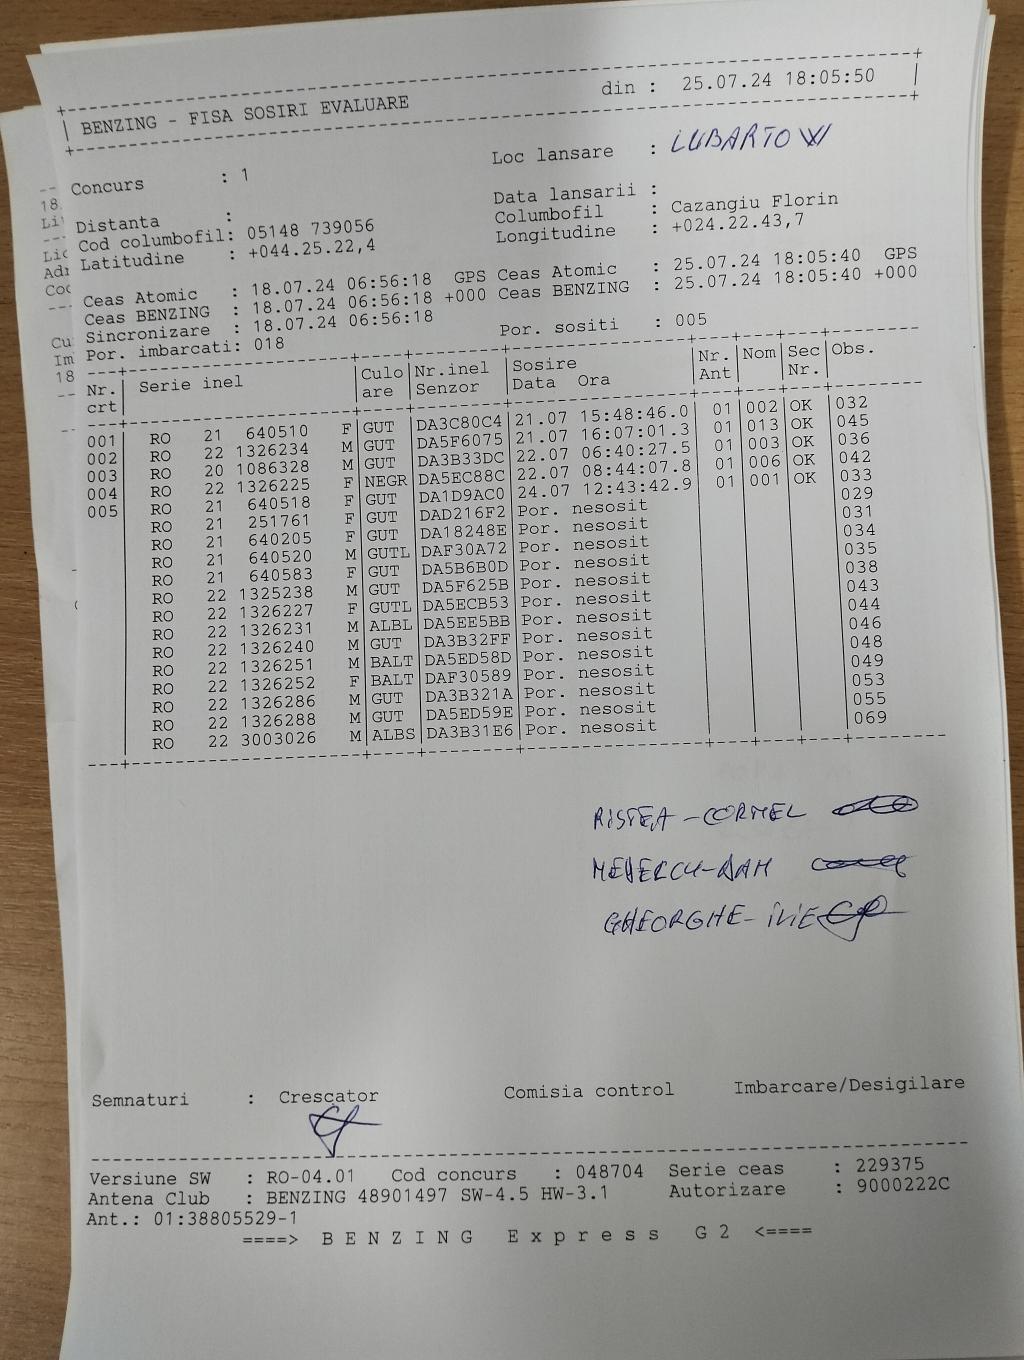 +--------------------------------------------------------------+
| BENZING - FISA SOSIRI EVALUARE din : 25.07.24 18:05:50 |
+--------------------------------------------------------------+
Concurs : 1 Loc lansare : LUBARTOW
Distanta : Data lansarii :
Cod columbofil: 05148 739056 Columbofil : Cazangiu Florin
Latitudine : +044.25.22,4 Longitudine : +024.22.43,7
Ceas Atomic : 18.07.24 06:56:18 GPS Ceas Atomic : 25.07.24 18:05:40 GPS
Ceas BENZING : 18.07.24 06:56:18 +000 Ceas BENZING : 25.07.24 18:05:40 +000
Sincronizare : 18.07.24 06:56:18
Por. imbarcati: 018 Por. sositi : 005
Nr. | Serie inel | Culo | Nr.inel | Sosire | Nr. | Nom | Sec | Obs.
crt | | are | Senzor | Data Ora | Ant | | Nr. |
001 RO 21 640510 F GUT DA3C80C4 21.07 15:48:46.0 01 002 OK 032
002 RO 22 1326234 M GUT DA5F6075 21.07 16:07:01.3 01 013 OK 045
003 RO 20 1086328 M GUT DA3B33DC 22.07 06:40:27.5 01 003 OK 036
004 RO 22 1326225 F NEGR DA5EC88C 22.07 08:44:07.8 01 006 OK 042
005 RO 21 640518 F GUT DA1D9AC0 24.07 12:43:42.9 01 001 OK 033
RO 21 251761 F GUT DAD216F2 Por. nesosit 029
RO 21 640205 F GUT DA18248E Por. nesosit 031
RO 21 640520 M GUTL DAF30A72 Por. nesosit 034
RO 21 640583 F GUT DA5B6B0D Por. nesosit 035
RO 22 1325238 M GUT DA5F625B Por. nesosit 038
RO 22 1326227 F GUTL DA5ECB53 Por. nesosit 043
RO 22 1326231 M ALBL DA5EE5BB Por. nesosit 044
RO 22 1326240 M GUT DA3B32FF Por. nesosit 046
RO 22 1326251 M BALT DA5ED58D Por. nesosit 048
RO 22 1326252 F BALT DAF30589 Por. nesosit 049
RO 22 1326286 M GUT DA3B321A Por. nesosit 053
RO 22 1326288 M GUT DA5ED59E Por. nesosit 055
RO 22 3003026 M ALBS DA3B31E6 Por. nesosit 069
RISTEA-CORNEL
GHEORGHE-ILIE
Semnaturi : Crescator Comisia control Imbarcare/Desigilare
Versiune SW : RO-04.01 Cod concurs : 048704 Serie ceas : 229375
Antena Club : BENZING 48901497 SW-4.5 HW-3.1 Autorizare : 9000222C
Ant.: 01:38805529-1
====> B E N Z I N G E x p r e s s G 2 <====